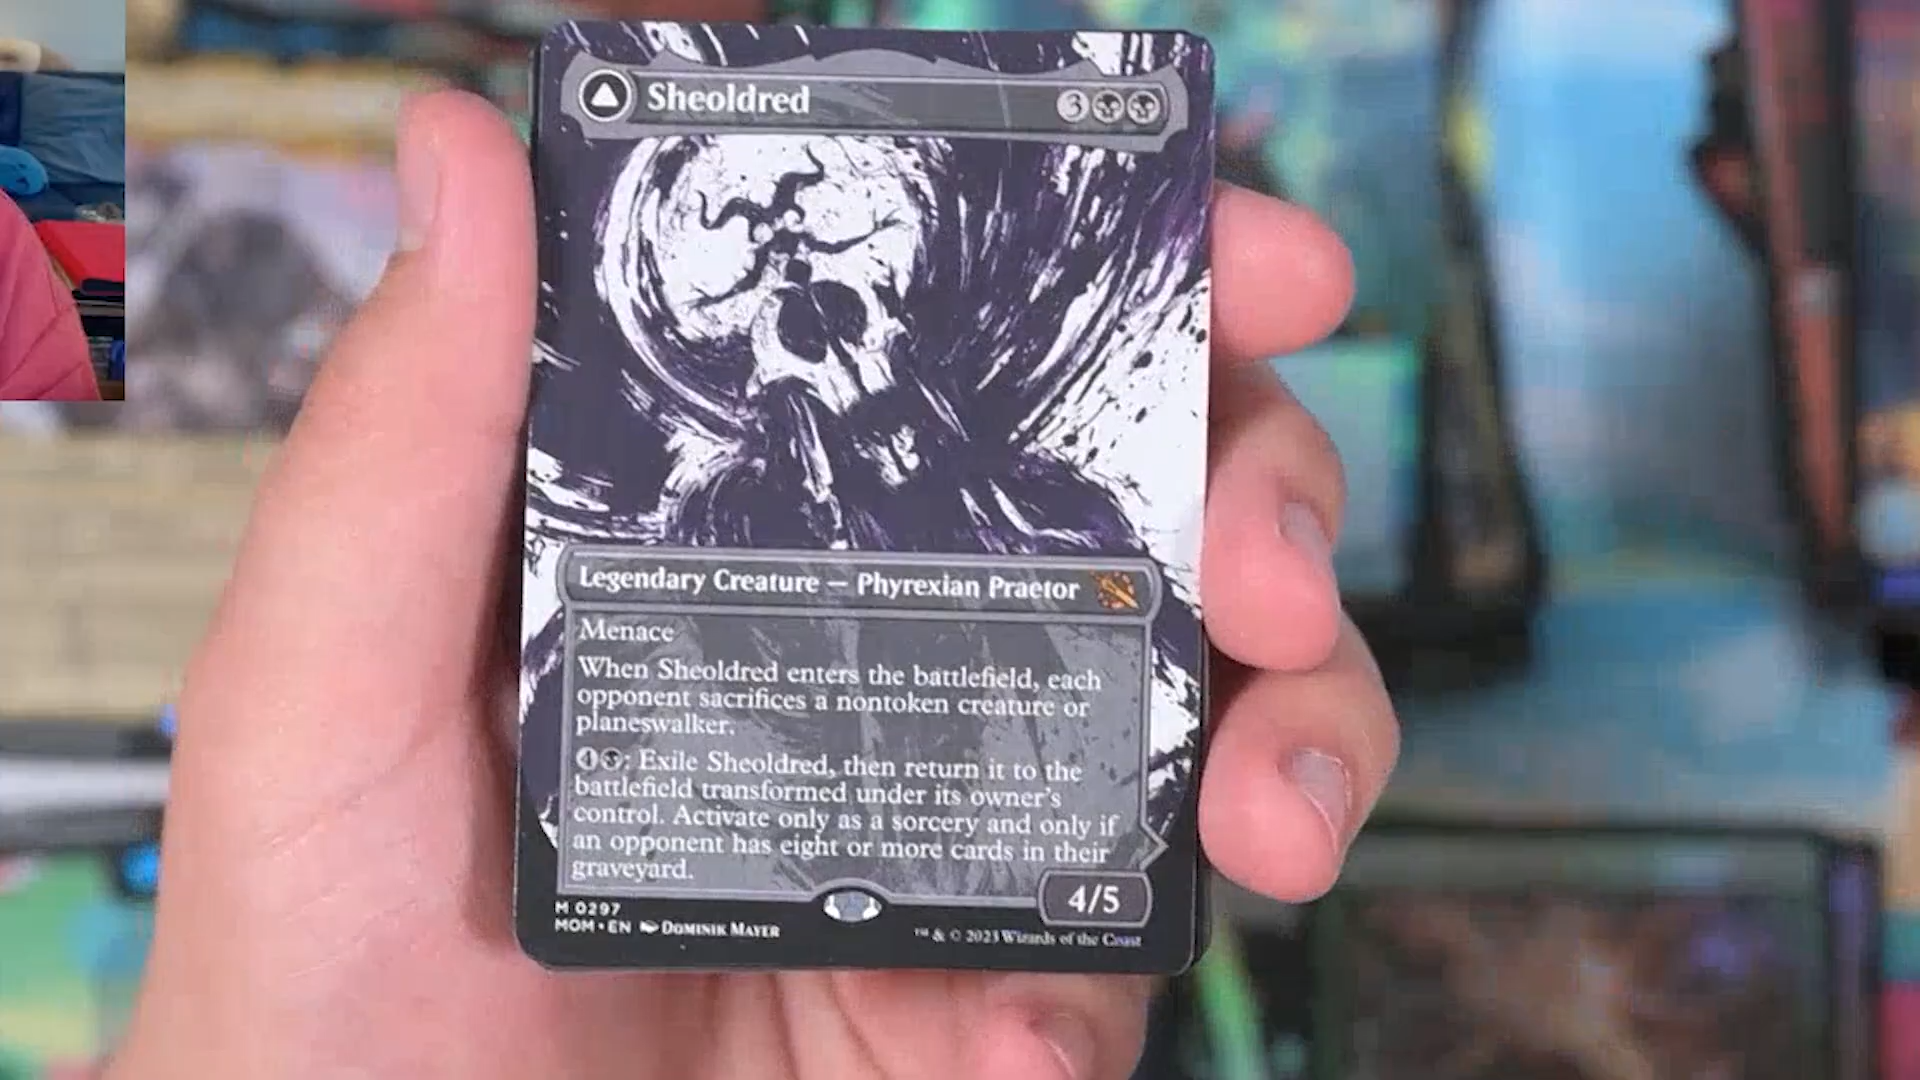 Sheoldred 3
Legendary Creature — Phyrexian Praetor
Menace
When Sheoldred enters the battlefield, each
opponent sacrifices a nontoken creature or
planeswalker.
4: Exile Sheoldred, then return it to the
battlefield transformed under its owner's
control. Activate only as a sorcery and only if
an opponent has eight or more cards in their
graveyard.
4/5
M 0297
MOM • EN DOMINIK MAYER
™ & © 2023 Wizards of the Coast